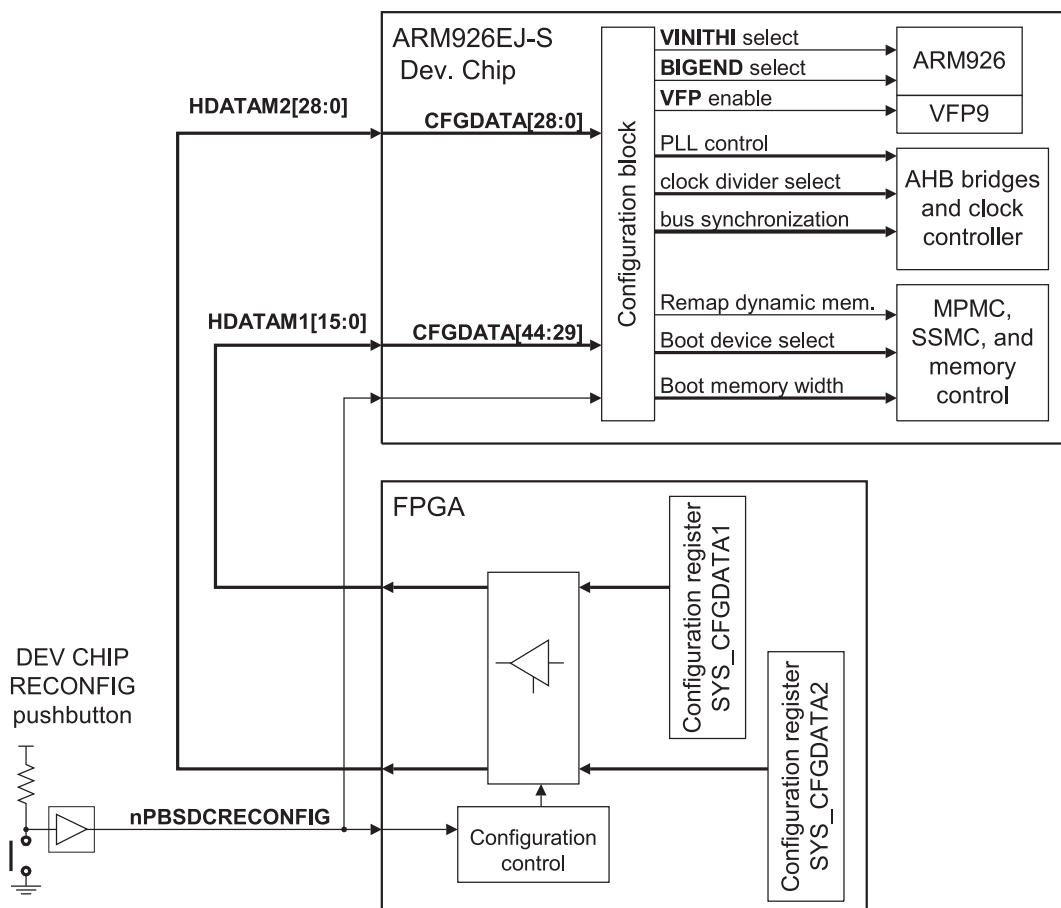 ARM926EJ-S
Dev. Chip
HDATAM2[28:0]
CFGDATA[28:0]
HDATAM1[15:0]
CFGDATA[44:29]
Configuration block
VINITHI select
BIGEND select
VFP enable
PLL control
clock divider select
bus synchronization
Remap dynamic mem.
Boot device select
Boot memory width
ARM926
VFP9
AHB bridges
and clock
controller
MPMC,
SSMC, and
memory
control
FPGA
Configuration register
SYS_CFGDATA1
Configuration register
SYS_CFGDATA2
DEV CHIP
RECONFIG
pushbutton
nPBSDCRECONFIG
Configuration
control